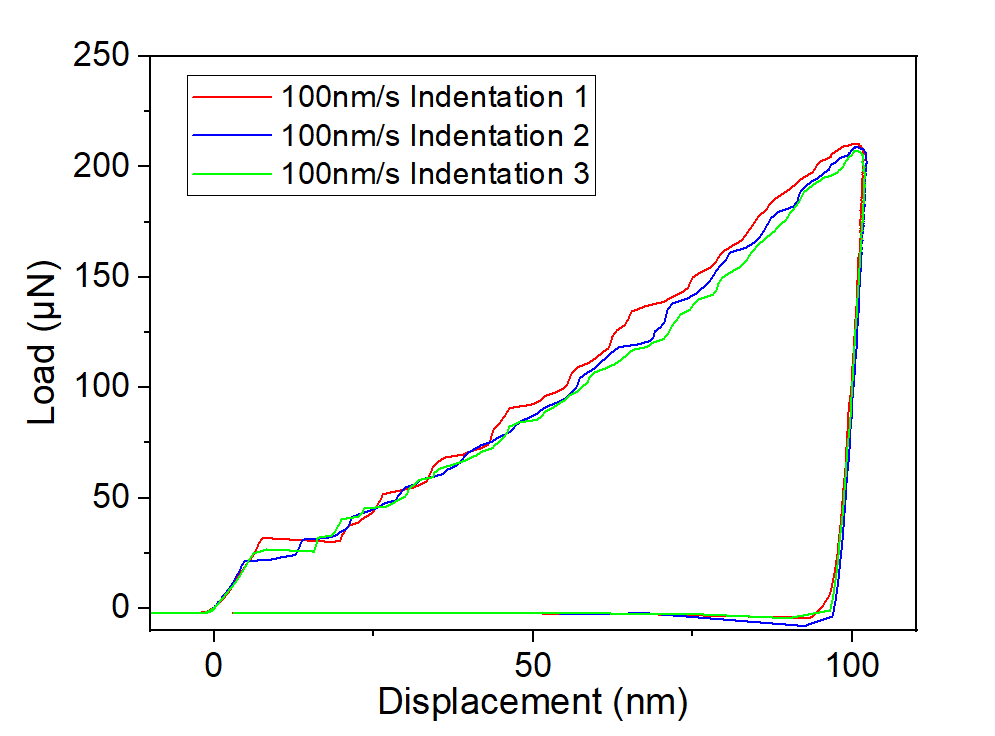 250
200
150
100
50
0
Load (μN)
100nm/s Indentation 1
100nm/s Indentation 2
100nm/s Indentation 3
0
50
100
Displacement (nm)